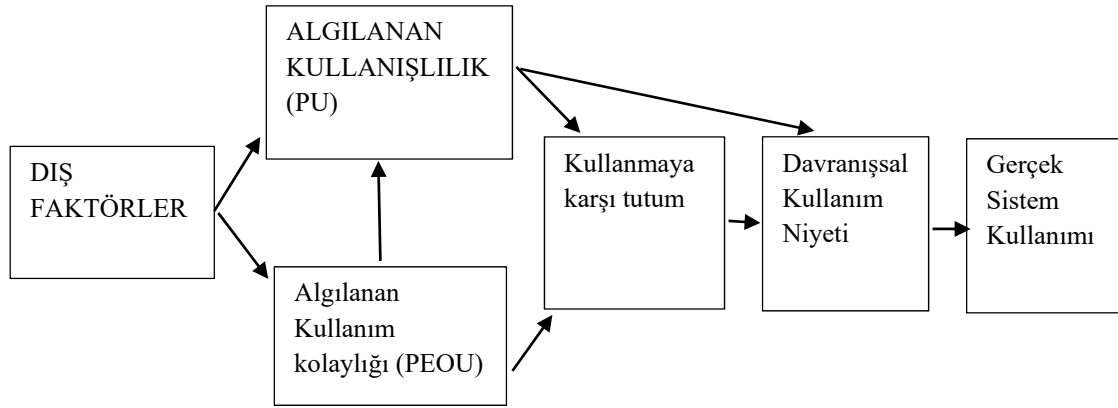 ALGILANAN
KULLANIŞLILIK
(PU)
DIŞ
FAKTÖRLER
Algılanan
Kullanım
kolaylığı (PEOU)
Kullanmaya
karşı tutum
Davranışsal
Kullanım
Niyeti
Gerçek
Sistem
Kullanımı